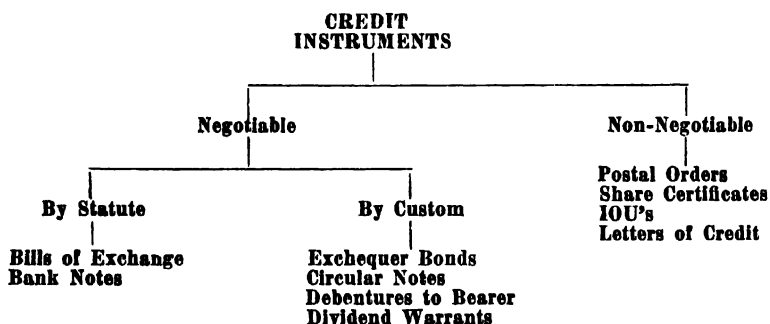 CREDIT
INSTRUMENTS
Negotiable
Non-Negotiable
By Statute
By Custom
Postal Orders
Share Certificates
IOU's
Letters of Credit
Bills of Exchange
Bank Notes
Exchequer Bonds
Circular Notes
Debentures to Bearer
Dividend Warrants